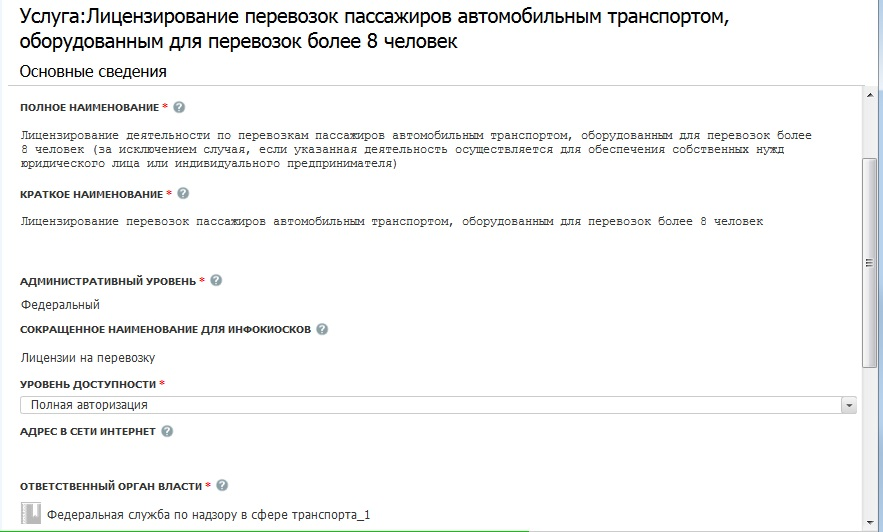 Услуга:Лицензирование перевозок пассажиров автомобильным транспортом,
оборудованным для перевозок более 8 человек
Основные сведения
ПОЛНОЕ НАИМЕНОВАНИЕ * ?
Лицензирование деятельности по перевозкам пассажиров автомобильным транспортом, оборудованным для перевозок более
8 человек (за исключением случая, если указанная деятельность осуществляется для обеспечения собственных нужд
юридического лица или индивидуального предпринимателя)
КРАТКОЕ НАИМЕНОВАНИЕ * ?
Лицензирование перевозок пассажиров автомобильным транспортом, оборудованным для перевозок более 8 человек
АДМИНИСТРАТИВНЫЙ УРОВЕНЬ * ?
Федеральный
СОКРАЩЕННОЕ НАИМЕНОВАНИЕ ДЛЯ ИНФОКИОСКОВ ?
Лицензии на перевозку
УРОВЕНЬ ДОСТУПНОСТИ *
Полная авторизация
АДРЕС В СЕТИ ИНТЕРНЕТ ?
ОТВЕТСТВЕННЫЙ ОРГАН ВЛАСТИ * ?
Федеральная служба по надзору в сфере транспорта_1